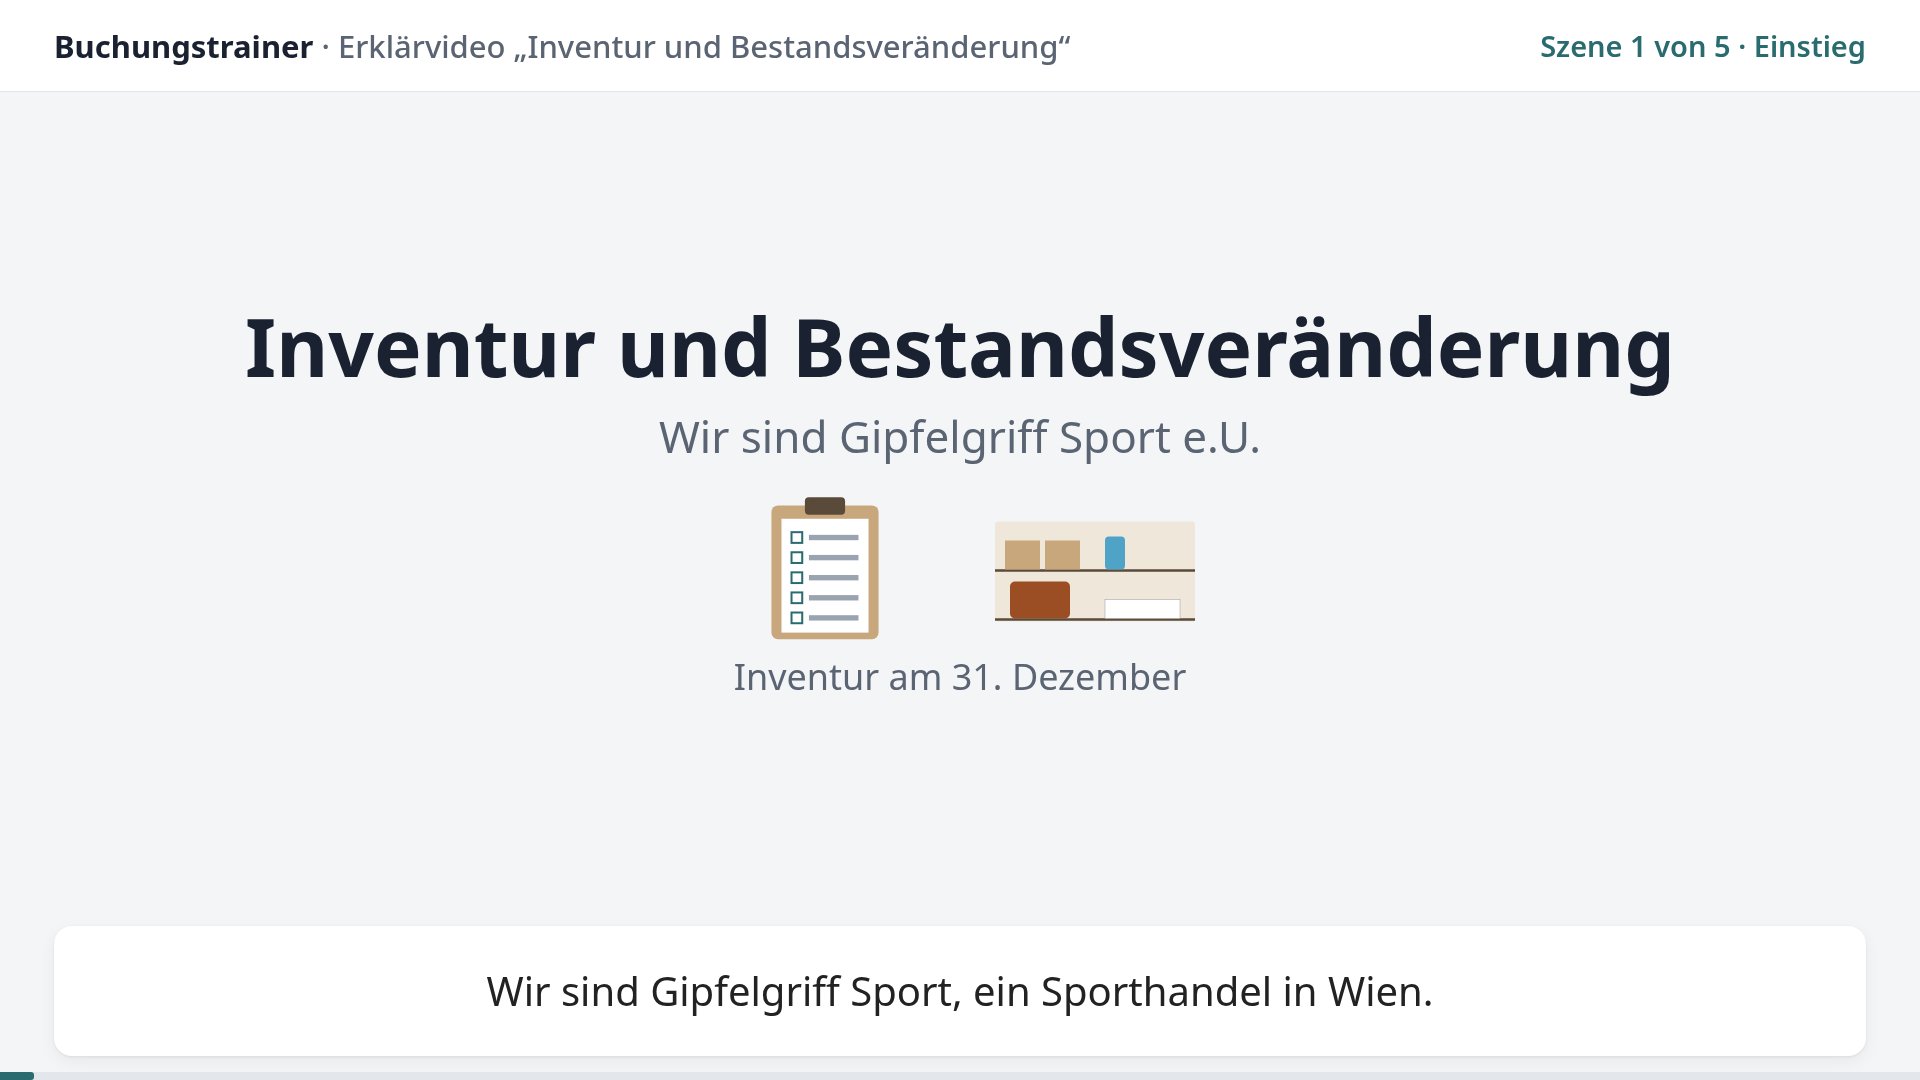 Buchungstrainer · Erklärvideo „Inventur und Bestandsveränderung“
Szene 1 von 5 · Einstieg
Inventur und Bestandsveränderung
Wir sind Gipfelgriff Sport e.U.
Inventur am 31. Dezember
Wir sind Gipfelgriff Sport, ein Sporthandel in Wien.